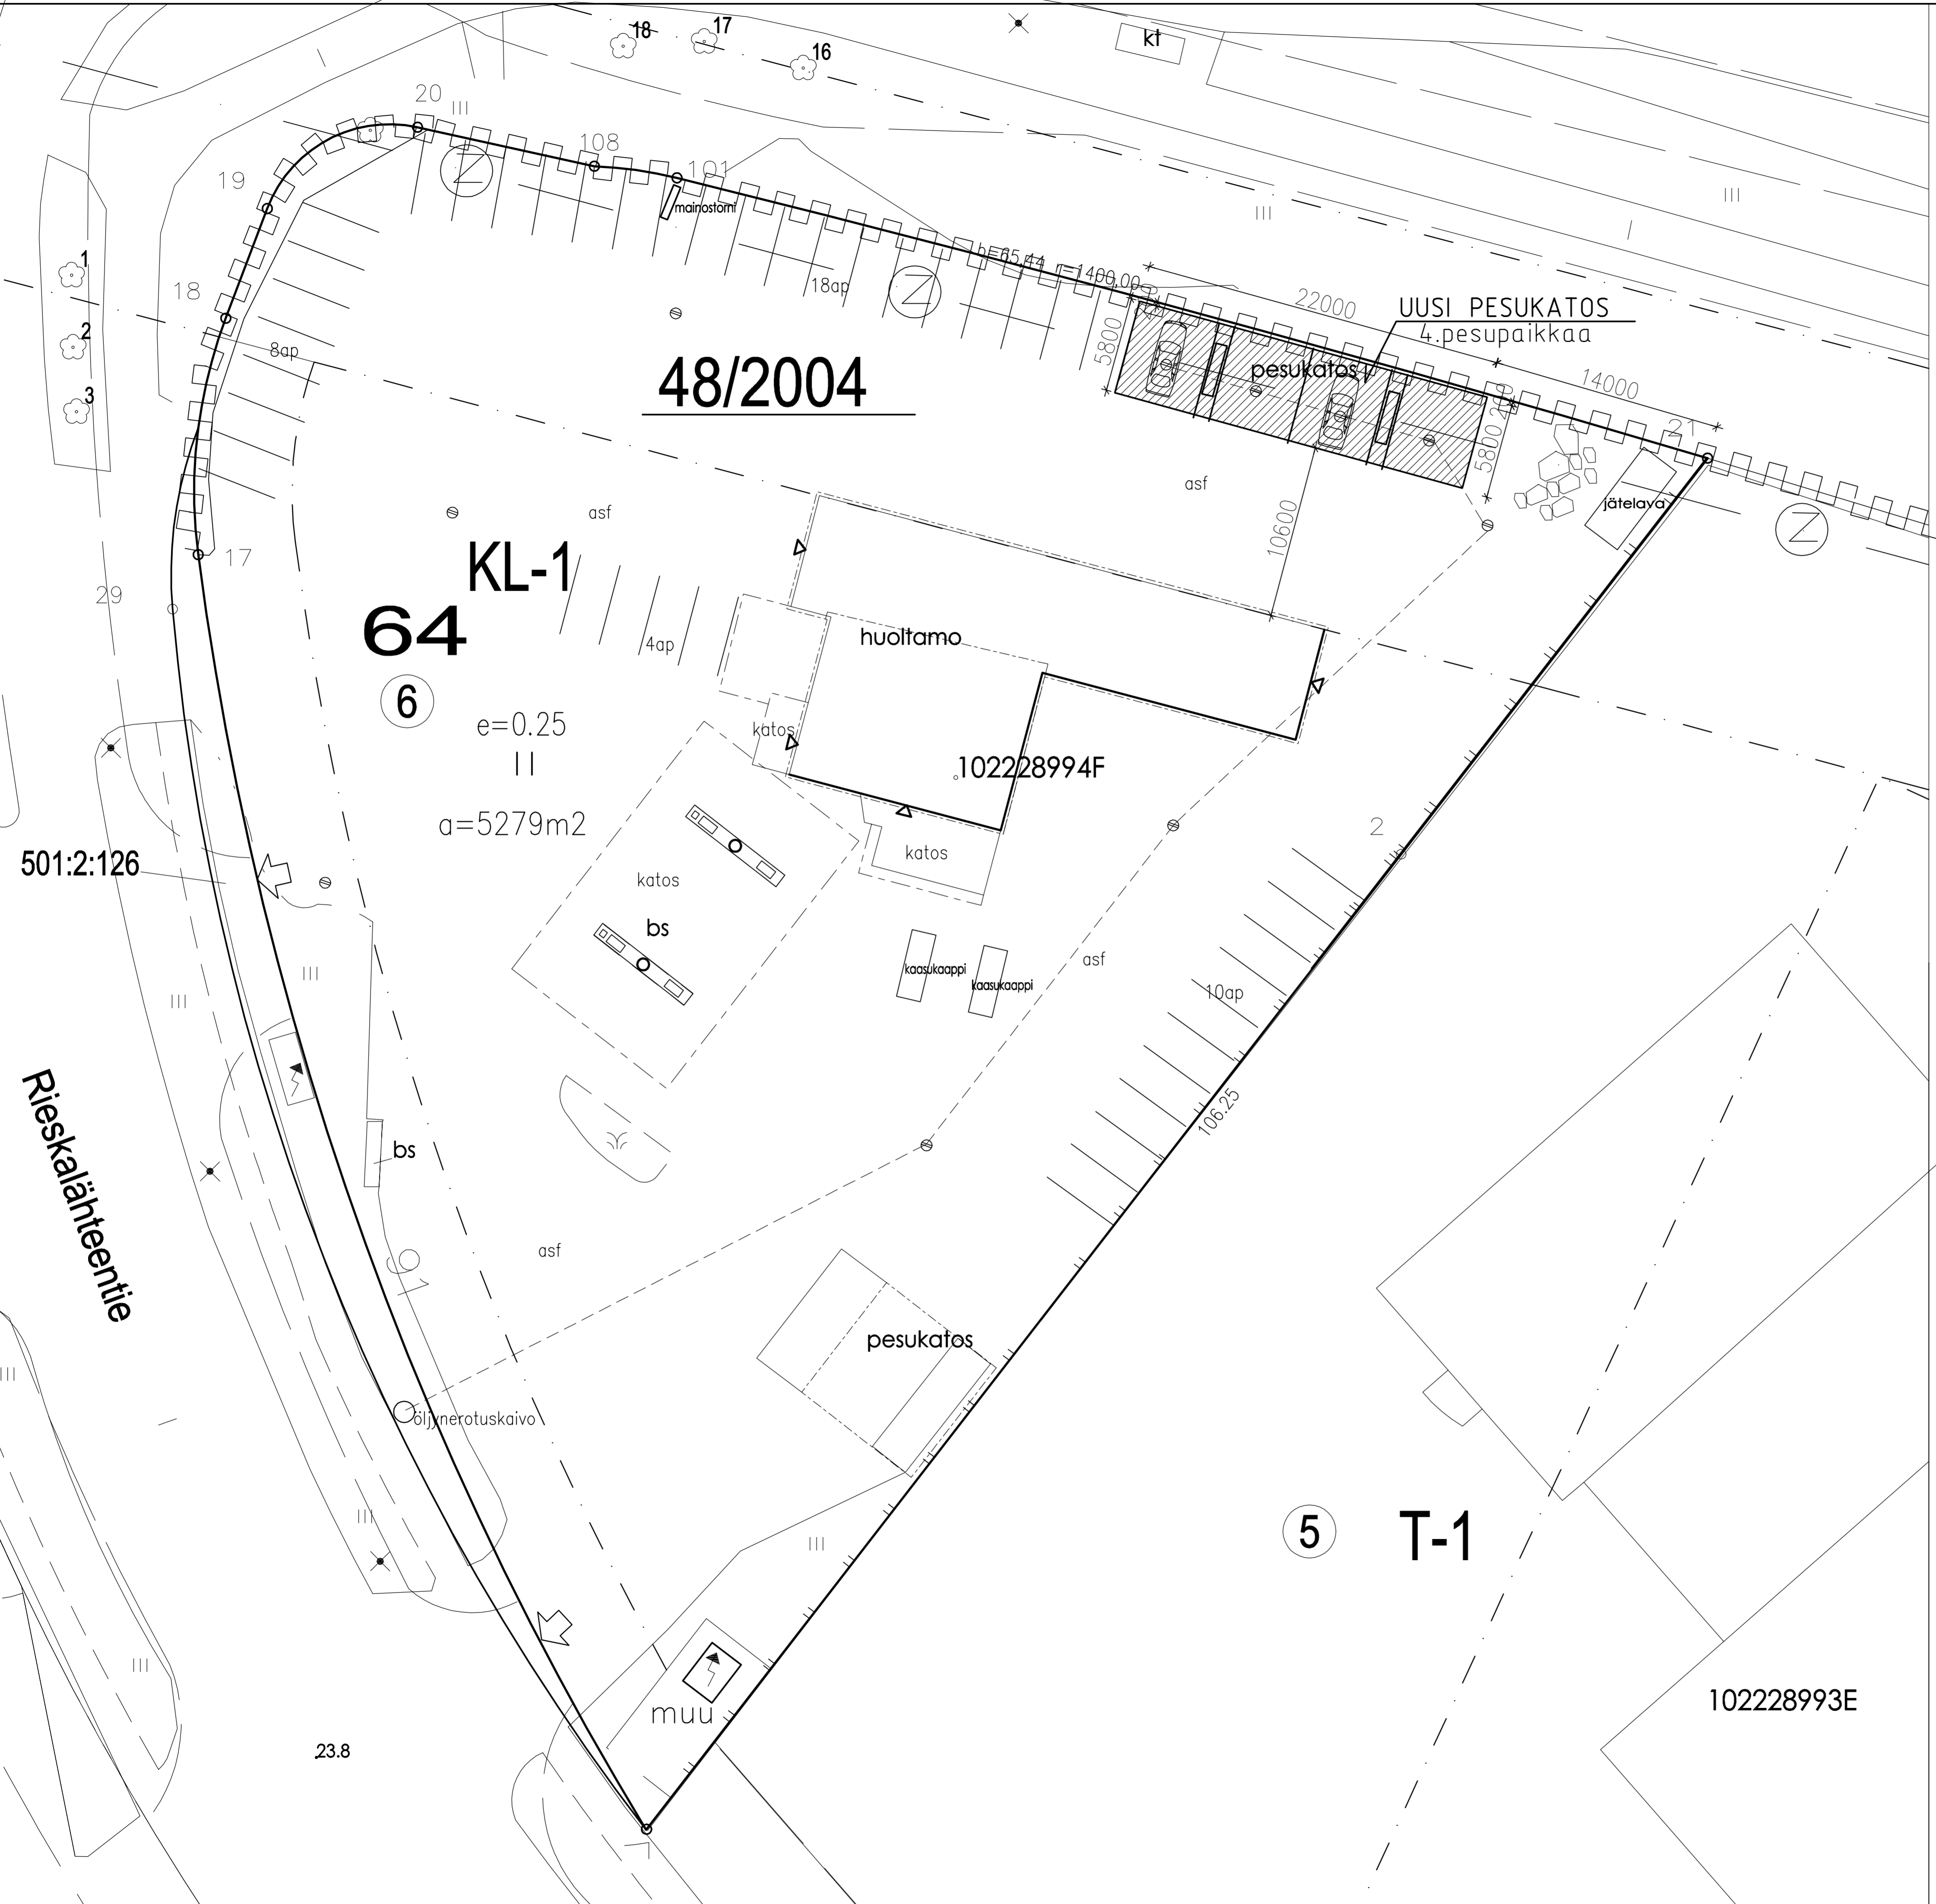 18
17
16
kt
20
III
108
101
mainostorni
19
III
III
1
18
18ap
h=65,44 r=1400,00
22000
UUSI PESUKATOS
4.pesupaikkaa
200
5800
2
8ap
pesukatos
14000
3
48/2004
5800
200
21
asf
jätelava
asf
10600
17
KL-1
29
64
huoltamo
4ap
6
e=0.25
II
katos
102228994F
a=5279m2
2
501:2:126
katos
katos
bs
asf
kaasukaappi
kaasukaappi
III
10ap
III
Rieskalähteentie
106.25
bs
asf
19
pesukatos
III
öljynerotuskaivo
III
III
5
T-1
III
muu
102228993E
23.8